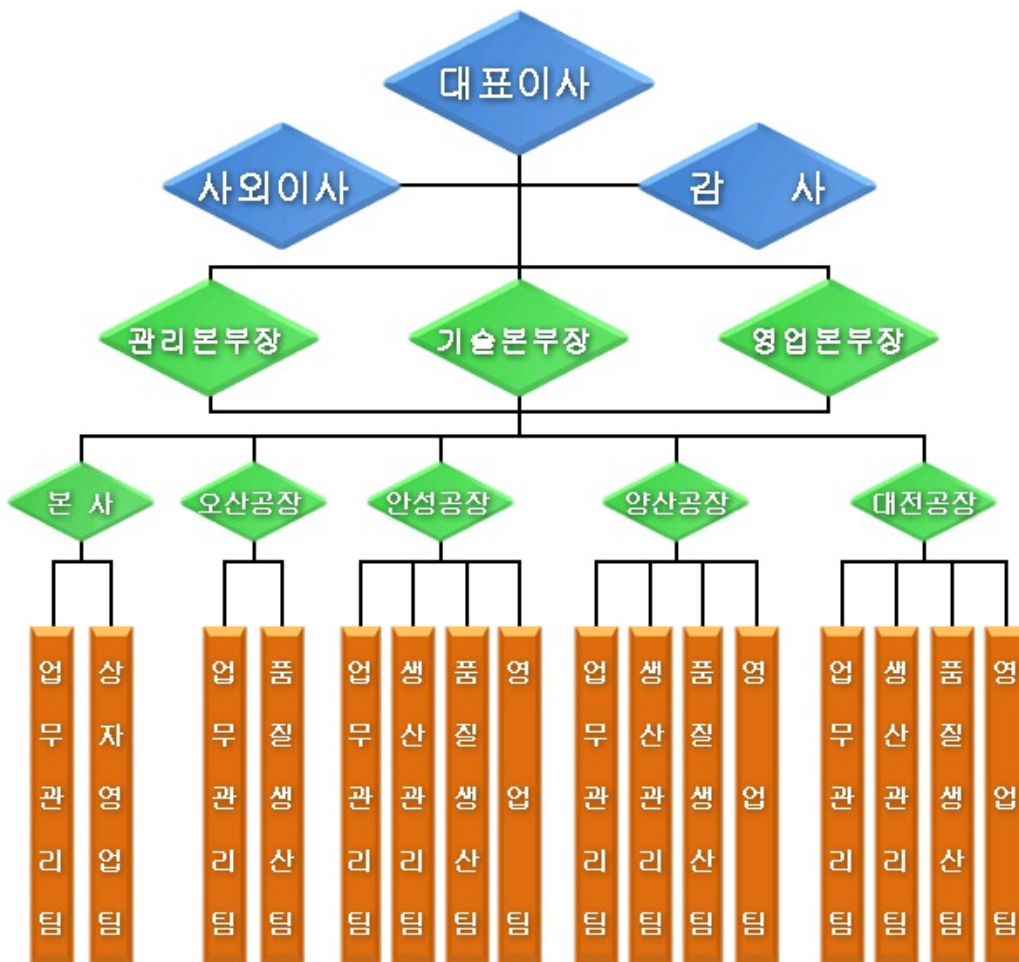 대표이사
사외이사
감 사
관리본부장
기술본부장
영업본부장
본 사
오산공장
안성공장
양산공장
대전공장
업무관리팀
상자영업팀
업무관리팀
품질생산팀
업무관리팀
생산관리팀
품질생산팀
영업팀
업무관리팀
생산관리팀
품질생산팀
영업팀
업무관리팀
생산관리팀
품질생산팀
영업팀